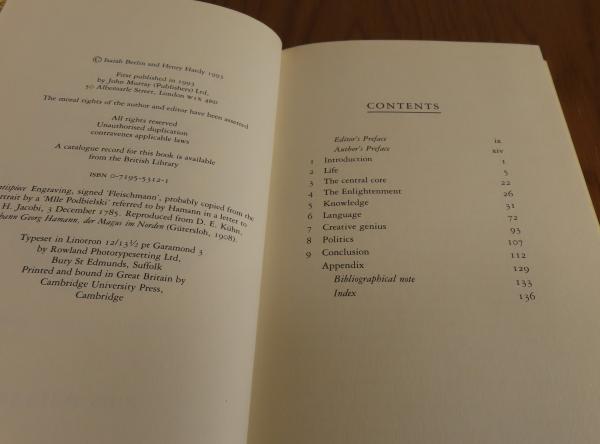 © Isaiah Berlin and Henry Hardy 1993
First published in 1993
by John Murray (Publishers) Ltd,
50 Albemarle Street, London W1X 4BD
The moral rights of the author and editor have been asserted
All rights reserved
Unauthorised duplication
contravenes applicable laws
A catalogue record for this book is available
from the British Library
ISBN 0-7195-5312-1
Engraving, signed 'Fleischmann', probably copied from the
portrait by a 'Mlle Podbielski' referred to by Hamann in a letter to
H. Jacobi, 3 December 1785. Reproduced from D. E. Kühn,
Johann Georg Hamann, der Magus im Norden (Gütersloh, 1908).
Typeset in Linotron 12/13½ pt Garamond 3
by Rowland Phototypesetting Ltd,
Bury St Edmunds, Suffolk
Printed and bound in Great Britain by
Cambridge University Press,
Cambridge
CONTENTS
Editor's Preface ix
Author's Preface xiv
1 Introduction 1
2 Life 5
3 The central core 22
4 The Enlightenment 26
5 Knowledge 31
6 Language 72
7 Creative genius 93
8 Politics 107
9 Conclusion 112
Appendix 129
Bibliographical note 133
Index 136